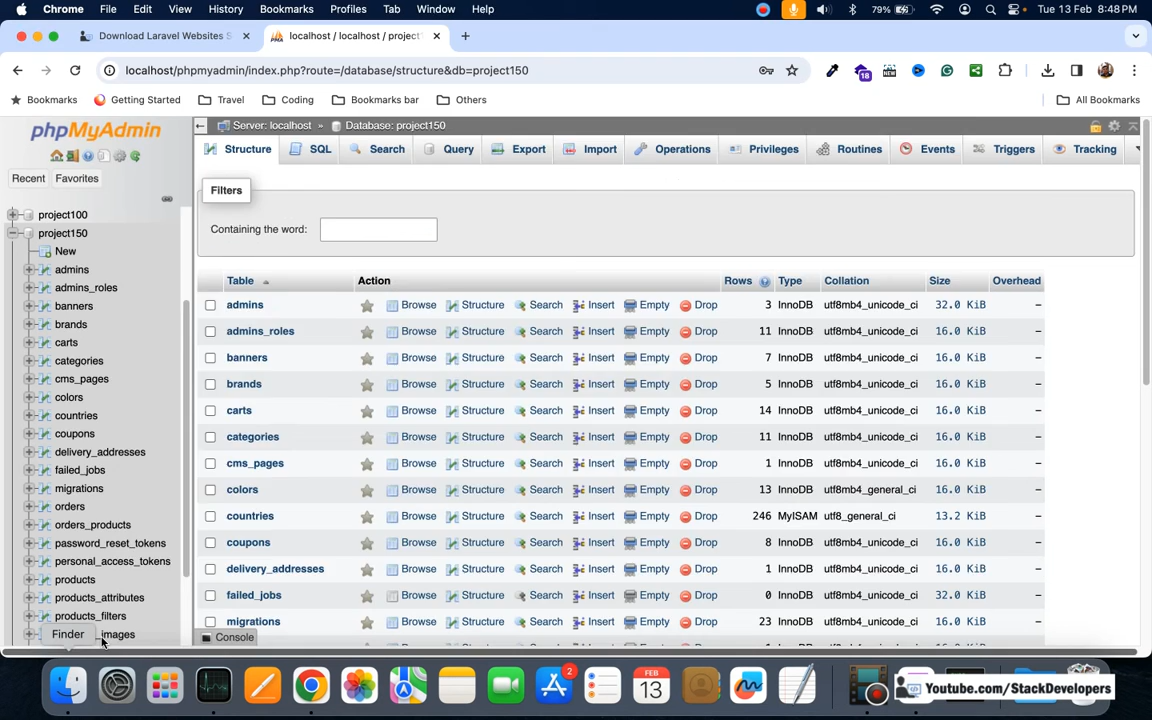 Chrome File Edit View History Bookmarks Profiles Tab Window Help 79% Tue 13 Feb 8:48 PM
Download Laravel Websites S localhost / localhost / project
localhost/phpmyadmin/index.php?route=/database/structure&db=project150 18 NEW
Bookmarks Getting Started Travel Coding Bookmarks bar Others All Bookmarks
phpMyAdmin
Recent Favorites
project100
project150
New
admins
admins_roles
banners
brands
carts
categories
cms_pages
colors
countries
coupons
delivery_addresses
failed_jobs
migrations
orders
orders_products
password_reset_tokens
personal_access_tokens
products
products_attributes
products_filters
_images
Server: localhost » Database: project150
Structure SQL Search Query Export Import Operations Privileges Routines Events Triggers Tracking
Filters
Containing the word:
Table Action Rows Type Collation Size Overhead
admins Browse Structure Search Insert Empty Drop 3 InnoDB utf8mb4_unicode_ci 32.0 KiB –
admins_roles Browse Structure Search Insert Empty Drop 11 InnoDB utf8mb4_unicode_ci 16.0 KiB –
banners Browse Structure Search Insert Empty Drop 7 InnoDB utf8mb4_unicode_ci 16.0 KiB –
brands Browse Structure Search Insert Empty Drop 5 InnoDB utf8mb4_unicode_ci 16.0 KiB –
carts Browse Structure Search Insert Empty Drop 14 InnoDB utf8mb4_unicode_ci 16.0 KiB –
categories Browse Structure Search Insert Empty Drop 11 InnoDB utf8mb4_unicode_ci 16.0 KiB –
cms_pages Browse Structure Search Insert Empty Drop 1 InnoDB utf8mb4_unicode_ci 16.0 KiB –
colors Browse Structure Search Insert Empty Drop 13 InnoDB utf8mb4_general_ci 16.0 KiB –
countries Browse Structure Search Insert Empty Drop 246 MyISAM utf8_general_ci 13.2 KiB –
coupons Browse Structure Search Insert Empty Drop 8 InnoDB utf8mb4_unicode_ci 16.0 KiB –
delivery_addresses Browse Structure Search Insert Empty Drop 1 InnoDB utf8mb4_unicode_ci 16.0 KiB –
failed_jobs Browse Structure Search Insert Empty Drop 0 InnoDB utf8mb4_unicode_ci 32.0 KiB –
migrations Browse Structure Search Insert Empty Drop 23 InnoDB utf8mb4_unicode_ci 16.0 KiB –
Console
Finder
2
FEB
13
Youtube.com/StackDevelopers